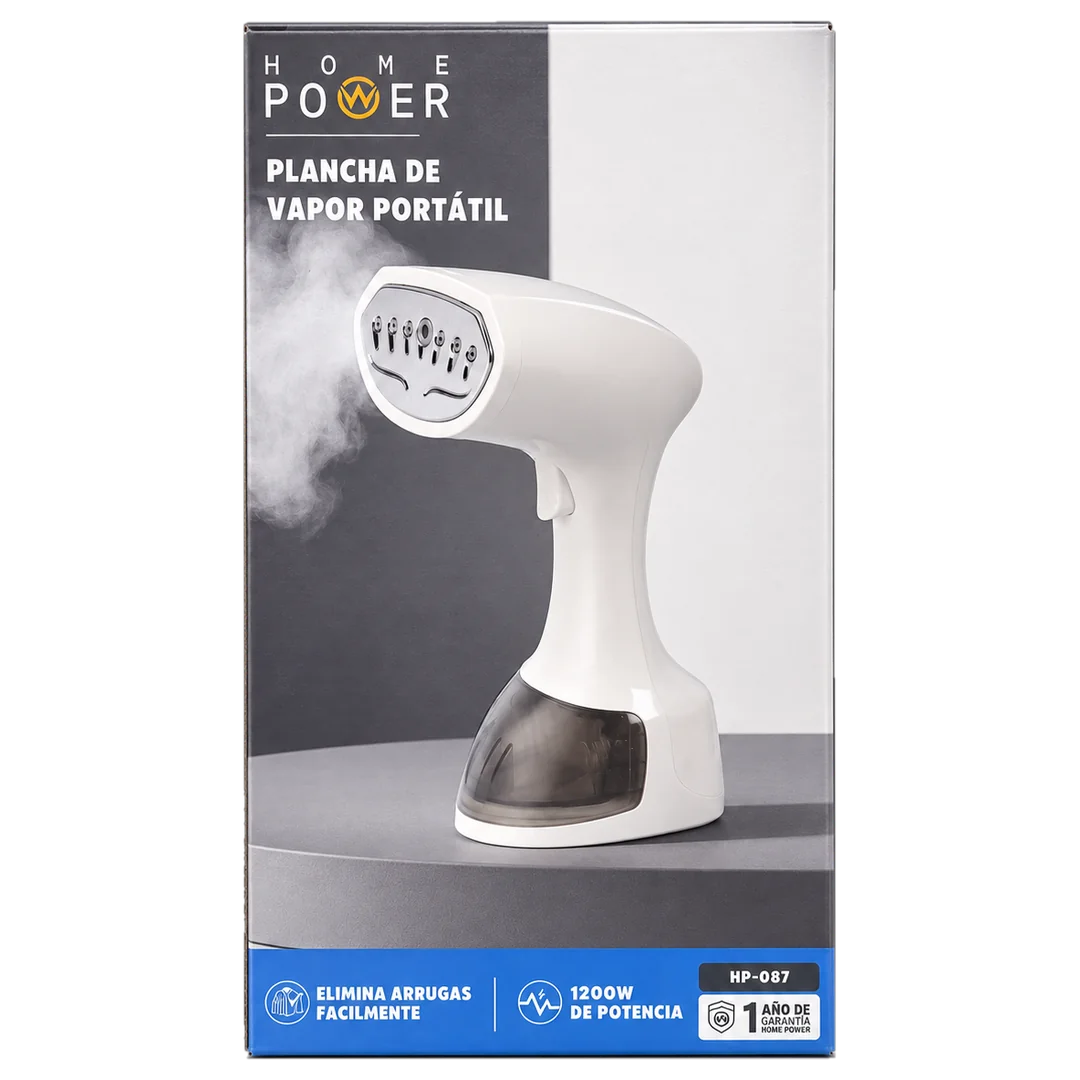 HOME
POWER
PLANCHA DE
VAPOR PORTÁTIL
ELIMINA ARRUGAS
FACILMENTE
1200W
DE POTENCIA
HP-087
1 AÑO DE
GARANTÍA
HOME POWER